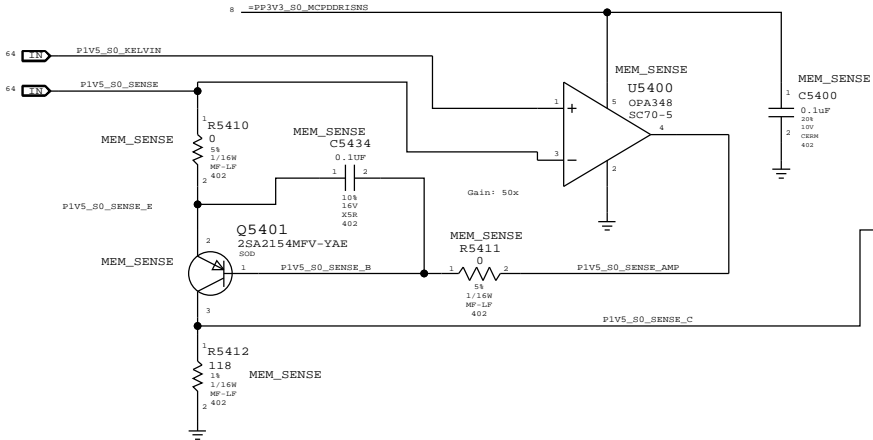 8 =PP3V3_S0_MCPDDRISNS
64 IN P1V5_S0_KELVIN
64 IN P1V5_S0_SENSE
MEM_SENSE
U5400
OPA348
SC70-5
1
+
5
4
3
−
2
MEM_SENSE
1 C5400
0.1uF
20%
10V
2 CERM
402
1
R5410
0
MEM_SENSE
5%
1/16W
MF-LF
2 402
MEM_SENSE
C5434
0.1UF
1 2
10%
16V
X5R
402
Gain: 50x
P1V5_S0_SENSE_E
2
Q5401
2SA2154MFV-YAE
SOD
MEM_SENSE
1 P1V5_S0_SENSE_B
3
MEM_SENSE
R5411
0
1 2
5%
1/16W
MF-LF
402
P1V5_S0_SENSE_AMP
P1V5_S0_SENSE_C
1
R5412
118
1%
1/16W
MF-LF
2 402
MEM_SENSE